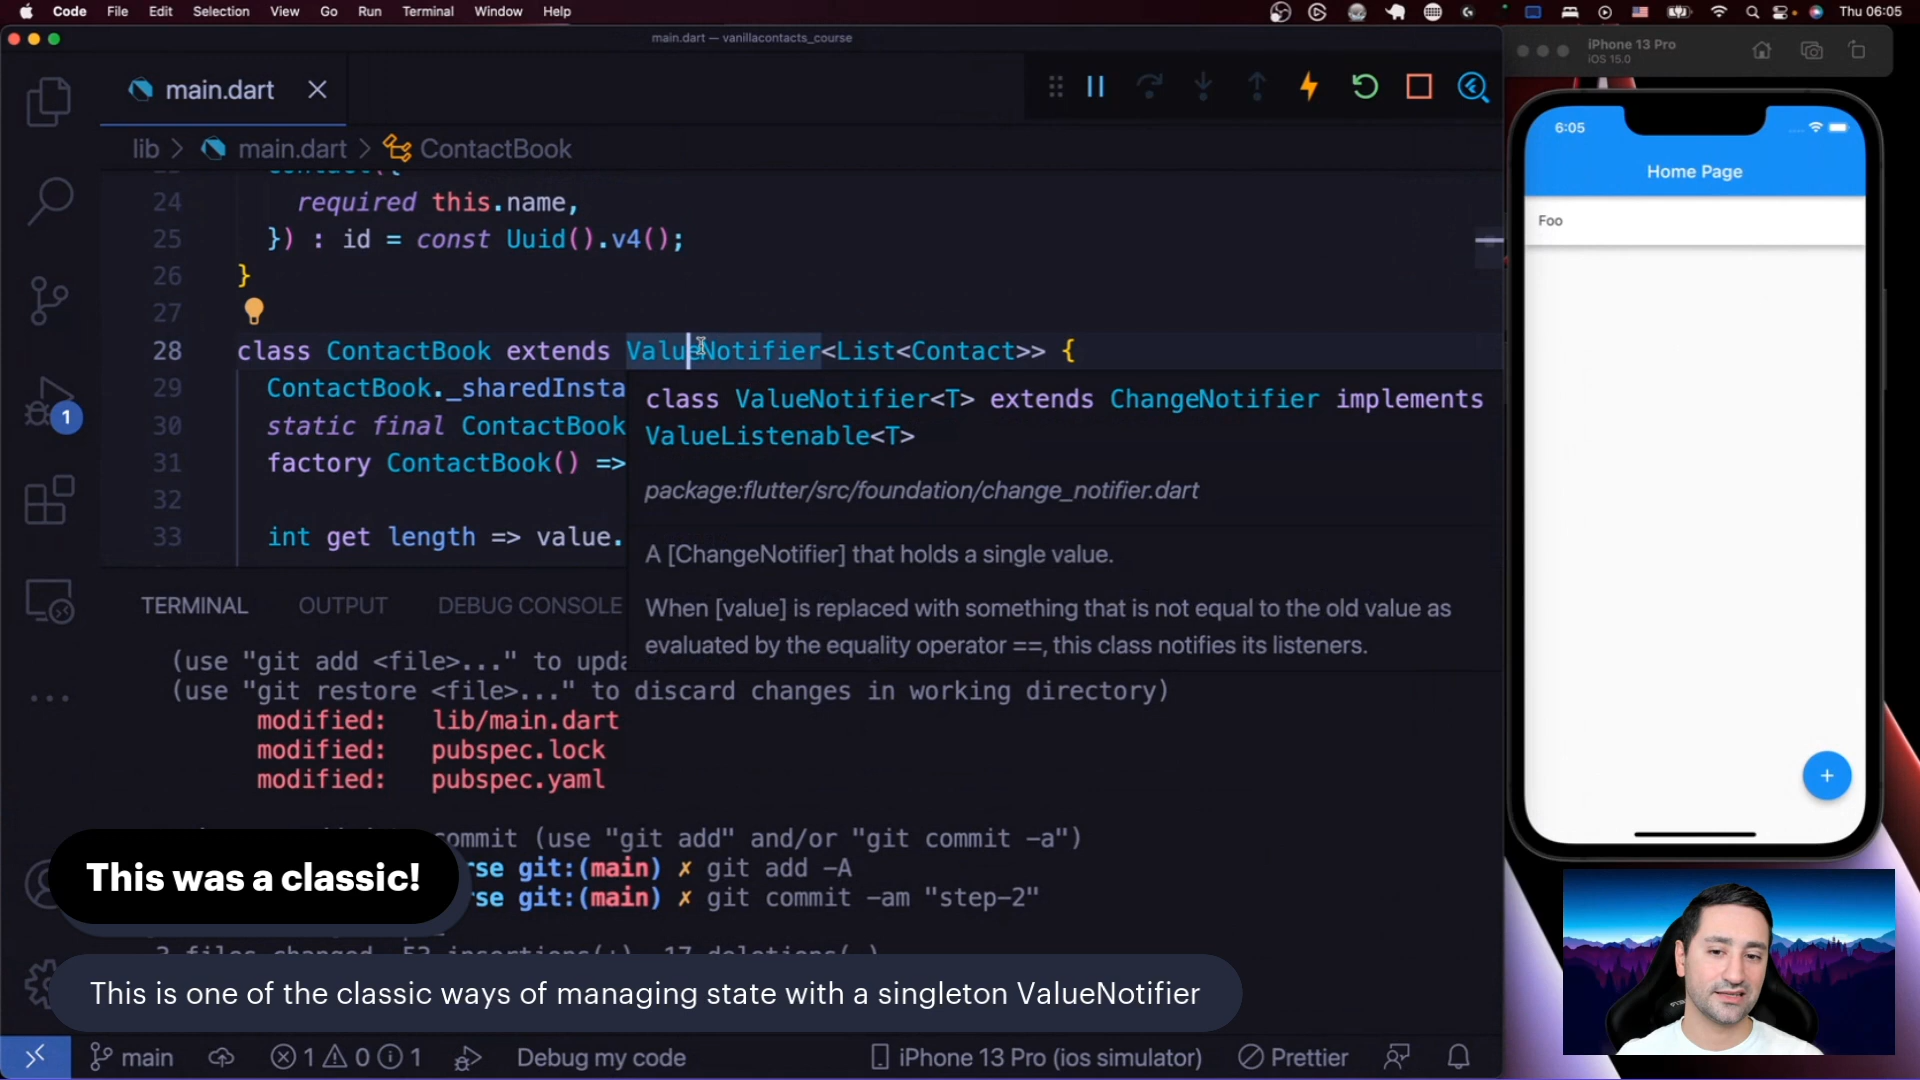 Code File Edit Selection View Go Run Terminal Window Help Thu 06:05
main.dart — vanillacontacts_course
iPhone 13 Pro
iOS 15.0
main.dart
lib > main.dart > ContactBook
24 required this.name,
25 }) : id = const Uuid().v4();
26 }
27
28 class ContactBook extends ValueNotifier<List<Contact>> {
29 ContactBook._sharedInsta
30 static final ContactBook
31 factory ContactBook() =>
32
33 int get length => value.
class ValueNotifier<T> extends ChangeNotifier implements
ValueListenable<T>
package:flutter/src/foundation/change_notifier.dart
A [ChangeNotifier] that holds a single value.
When [value] is replaced with something that is not equal to the old value as
evaluated by the equality operator ==, this class notifies its listeners.
1
TERMINAL OUTPUT DEBUG CONSOLE
(use "git add <file>..." to upda
(use "git restore <file>..." to discard changes in working directory)
modified: lib/main.dart
modified: pubspec.lock
modified: pubspec.yaml
commit (use "git add" and/or "git commit -a")
rse git:(main) ✗ git add -A
rse git:(main) ✗ git commit -am "step-2"
This was a classic!
This is one of the classic ways of managing state with a singleton ValueNotifier
main 1 0 1 Debug my code iPhone 13 Pro (ios simulator) Prettier
6:05
Home Page
Foo
+